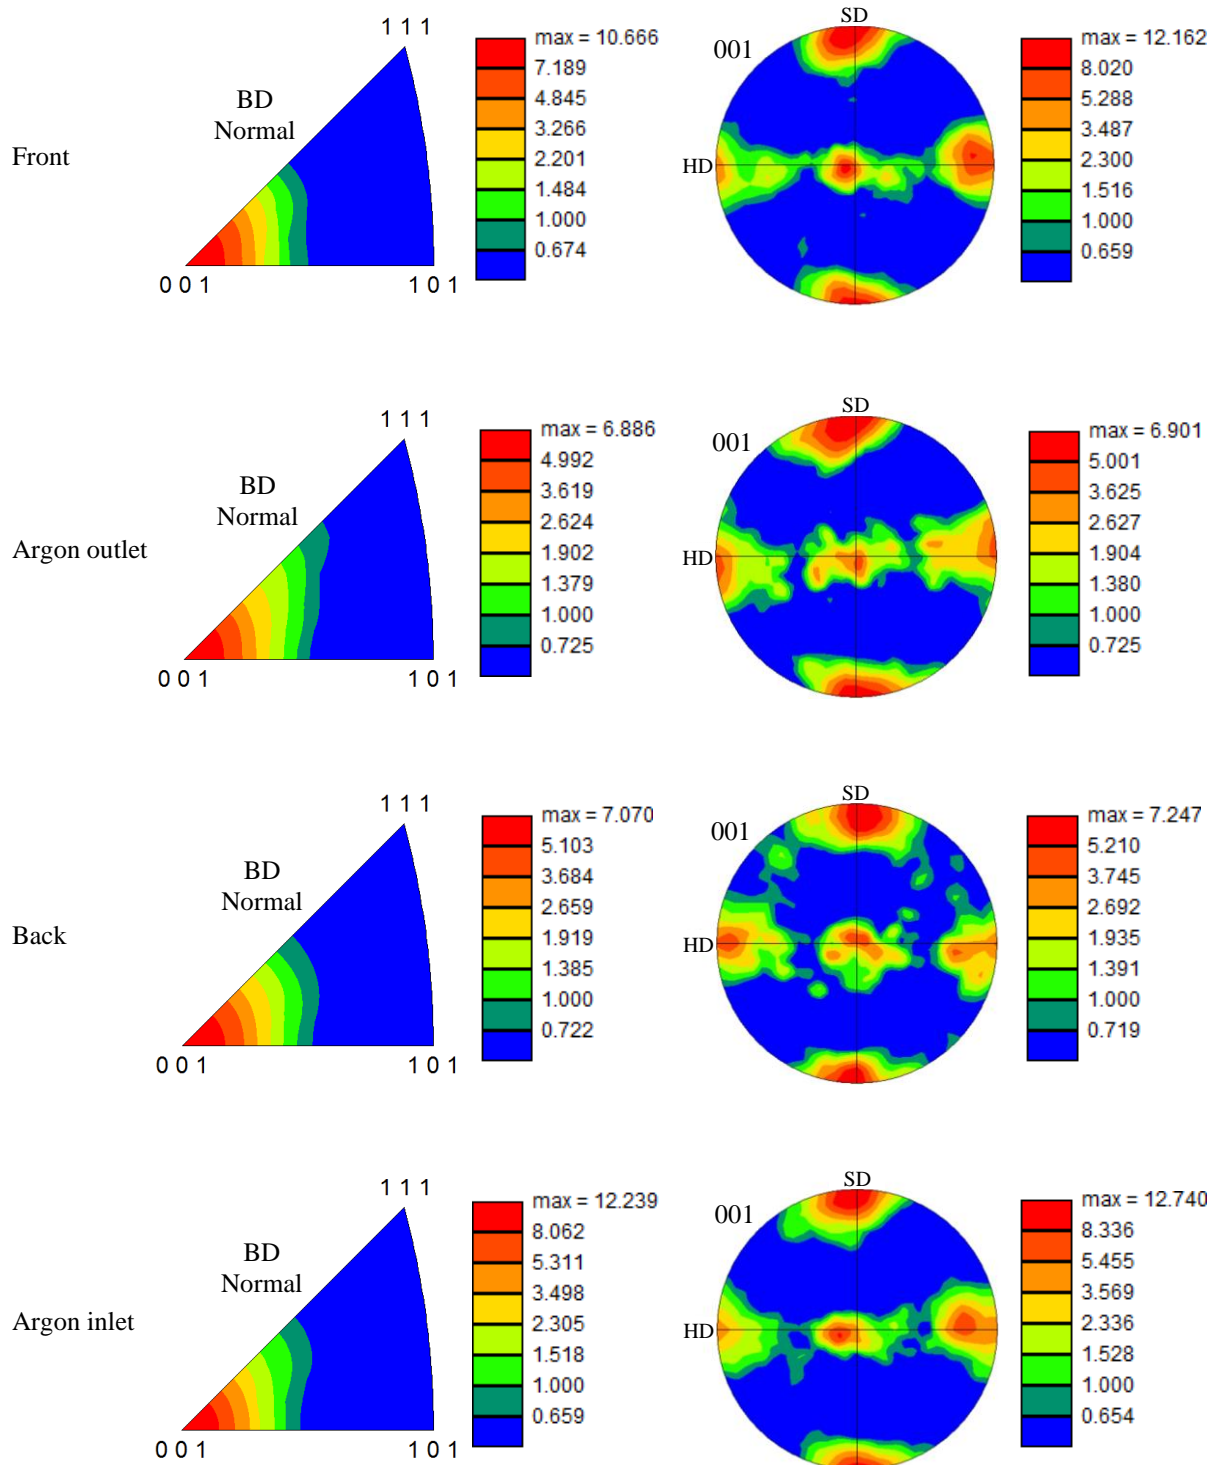 1 1 1
BD
Normal
Front
0 0 1
1 0 1
max = 10.666
7.189
4.845
3.266
2.201
1.484
1.000
0.674
SD
001
HD
max = 12.162
8.020
5.288
3.487
2.300
1.516
1.000
0.659
1 1 1
BD
Normal
Argon outlet
0 0 1
1 0 1
max = 6.886
4.992
3.619
2.624
1.902
1.379
1.000
0.725
SD
001
HD
max = 6.901
5.001
3.625
2.627
1.904
1.380
1.000
0.725
1 1 1
BD
Normal
Back
0 0 1
1 0 1
max = 7.070
5.103
3.684
2.659
1.919
1.385
1.000
0.722
SD
001
HD
max = 7.247
5.210
3.745
2.692
1.935
1.391
1.000
0.719
1 1 1
BD
Normal
Argon inlet
0 0 1
1 0 1
max = 12.239
8.062
5.311
3.498
2.305
1.518
1.000
0.659
SD
001
HD
max = 12.740
8.336
5.455
3.569
2.336
1.528
1.000
0.654